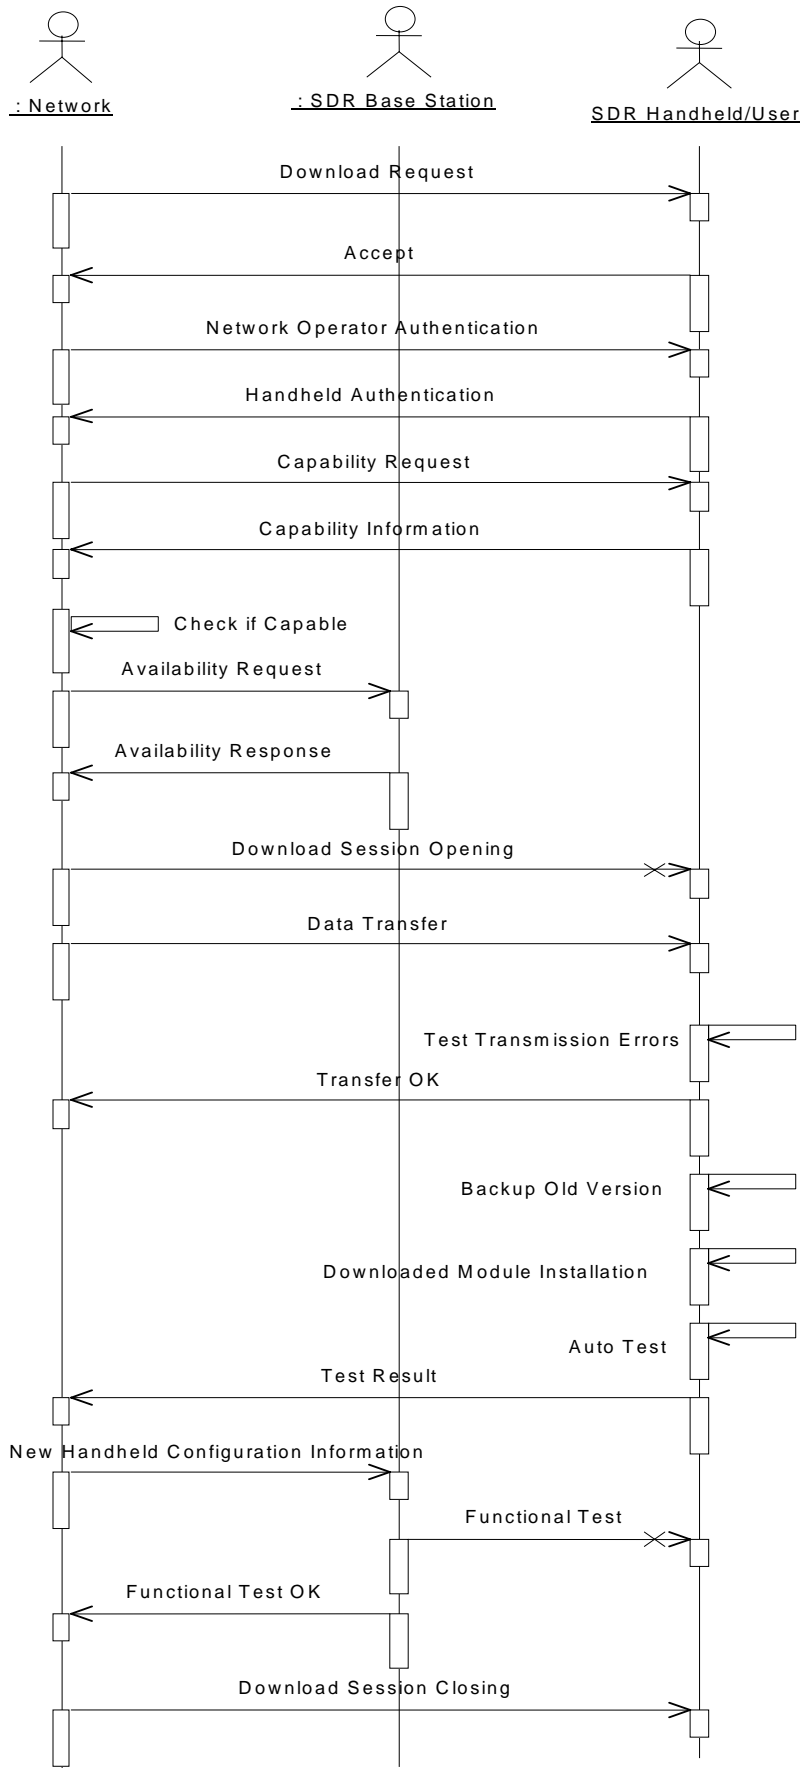 : Network
: SDR Base Station
SDR Handheld/User
Download Request
Accept
Network Operator Authentication
Handheld Authentication
Capability Request
Capability Information
Check if Capable
Availability Request
Availability Response
Download Session Opening
Data Transfer
Test Transmission Errors
Transfer OK
Backup Old Version
Downloaded Module Installation
Auto Test
Test Result
New Handheld Configuration Information
Functional Test
Functional Test OK
Download Session Closing